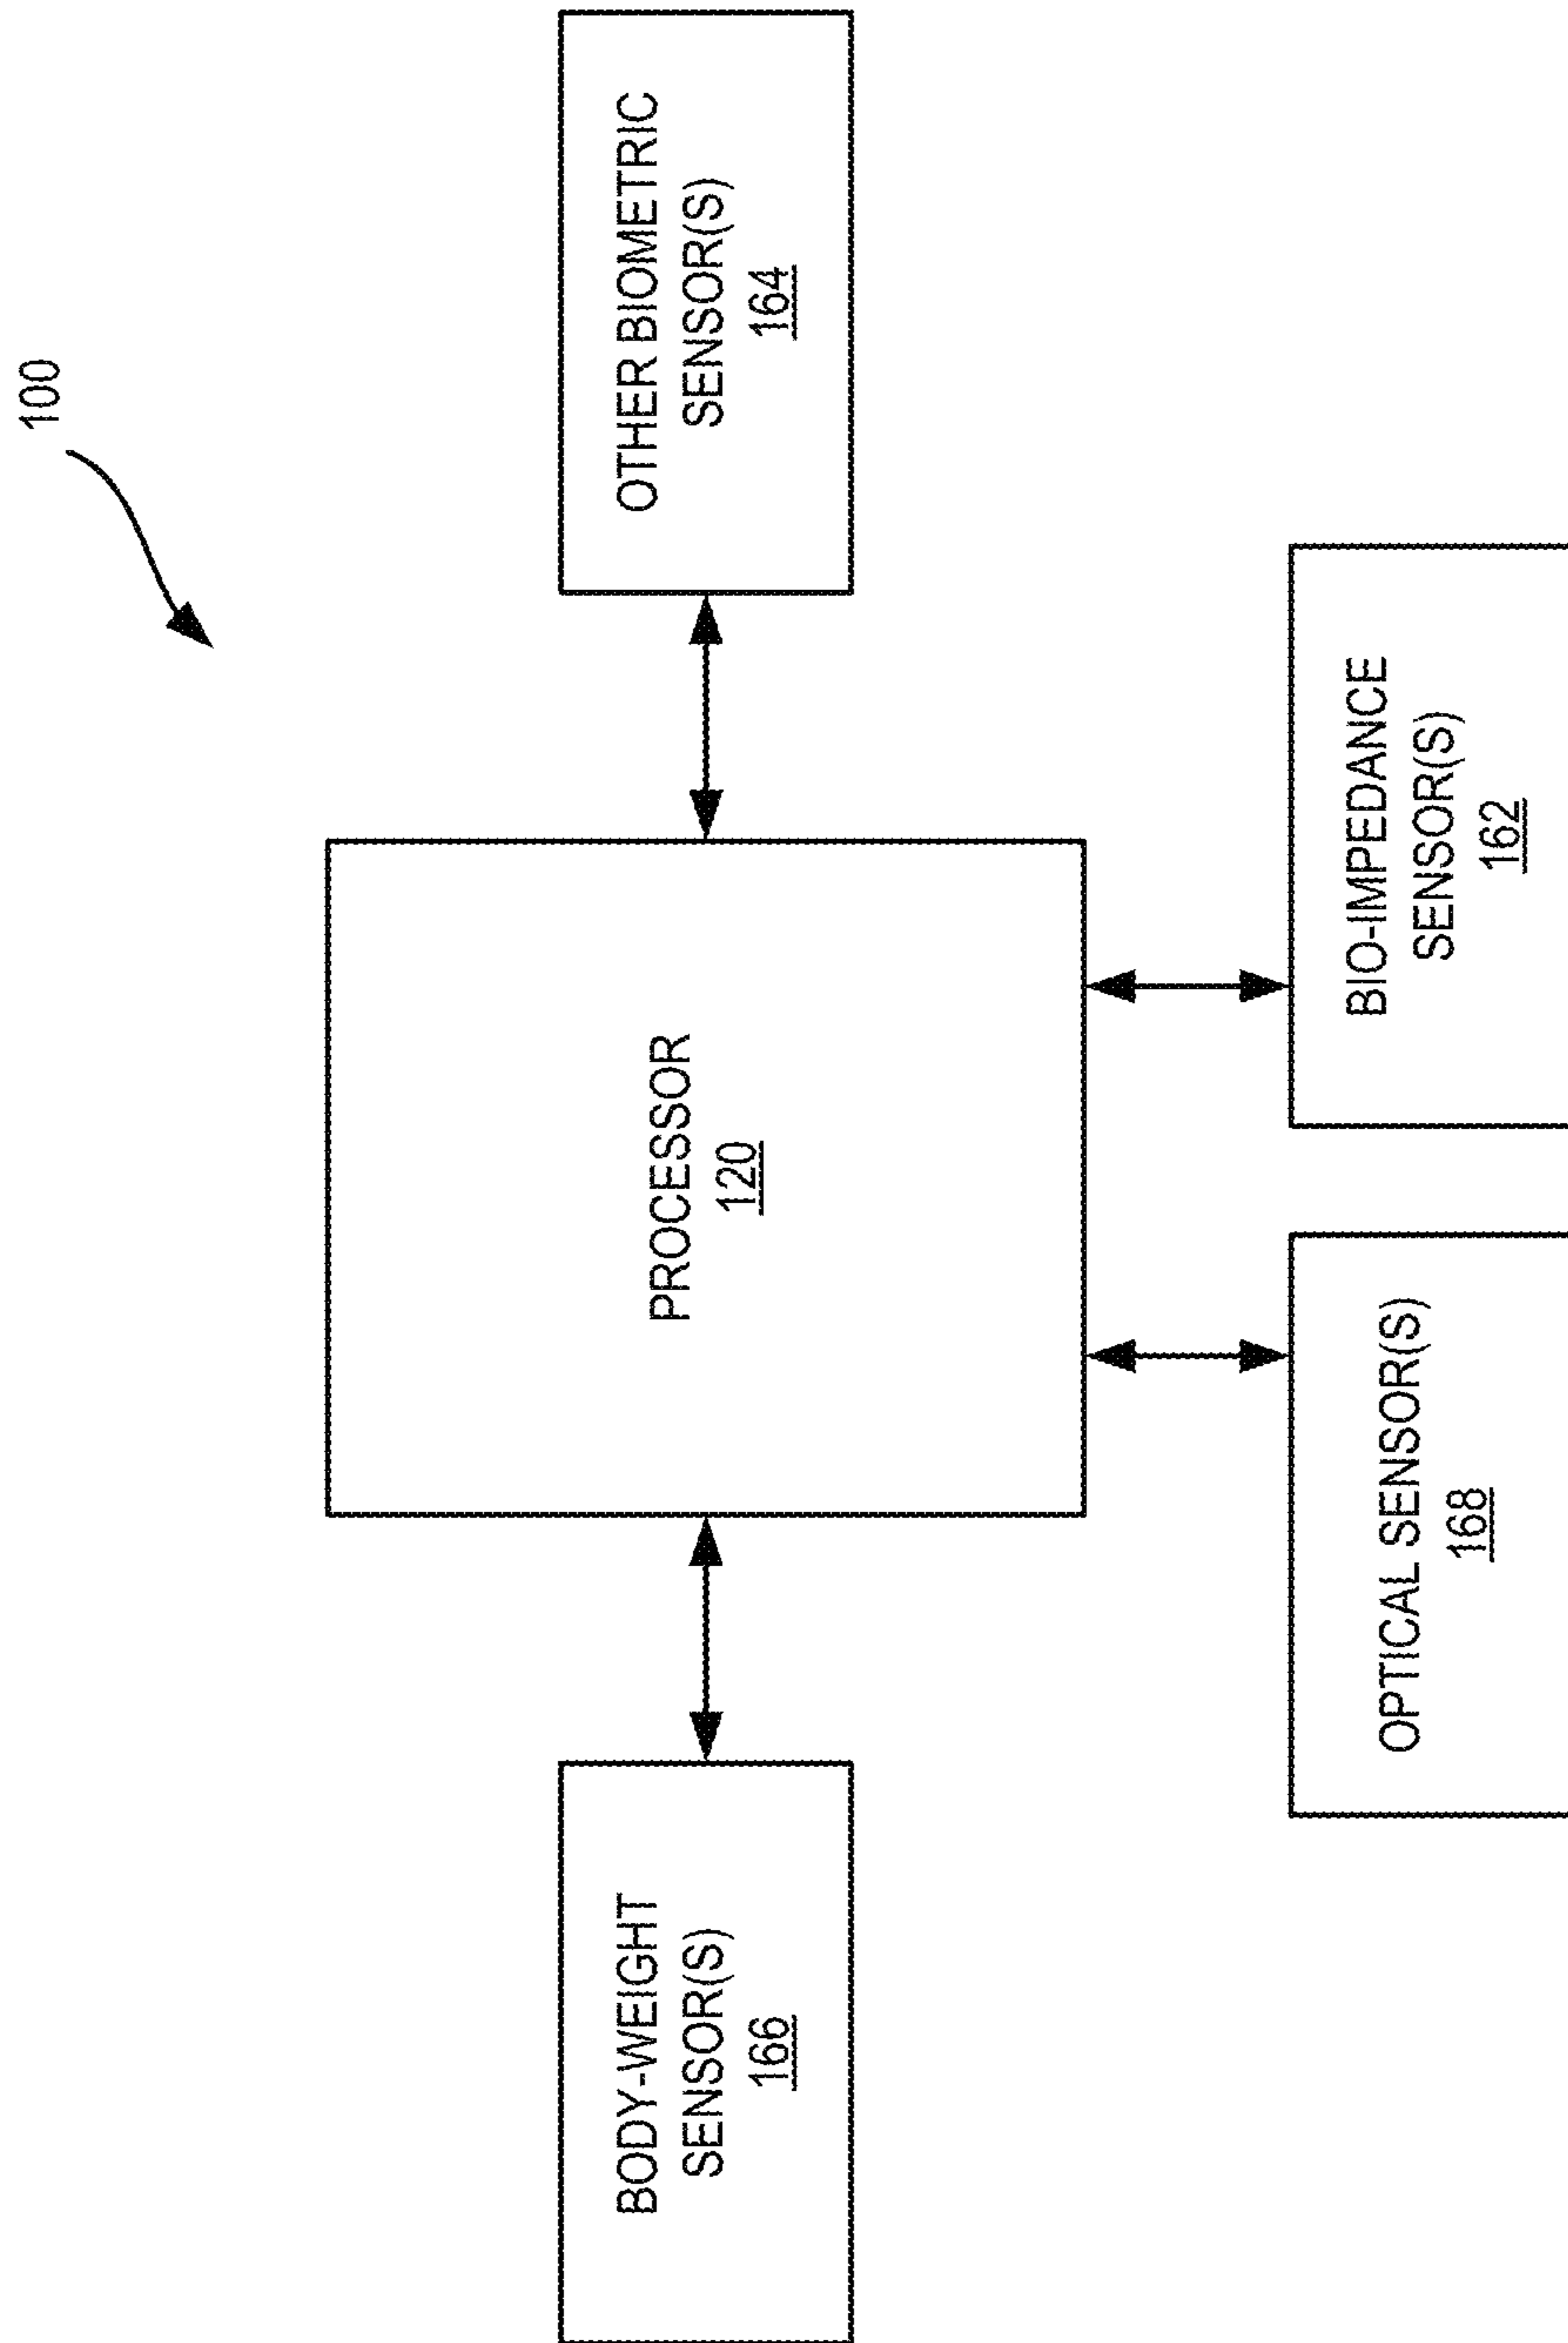 100
BODY-WEIGHT
SENSOR(S)
166
PROCESSOR
120
OTHER BIOMETRIC
SENSOR(S)
164
OPTICAL SENSOR(S)
168
BIO-IMPEDANCE
SENSOR(S)
162